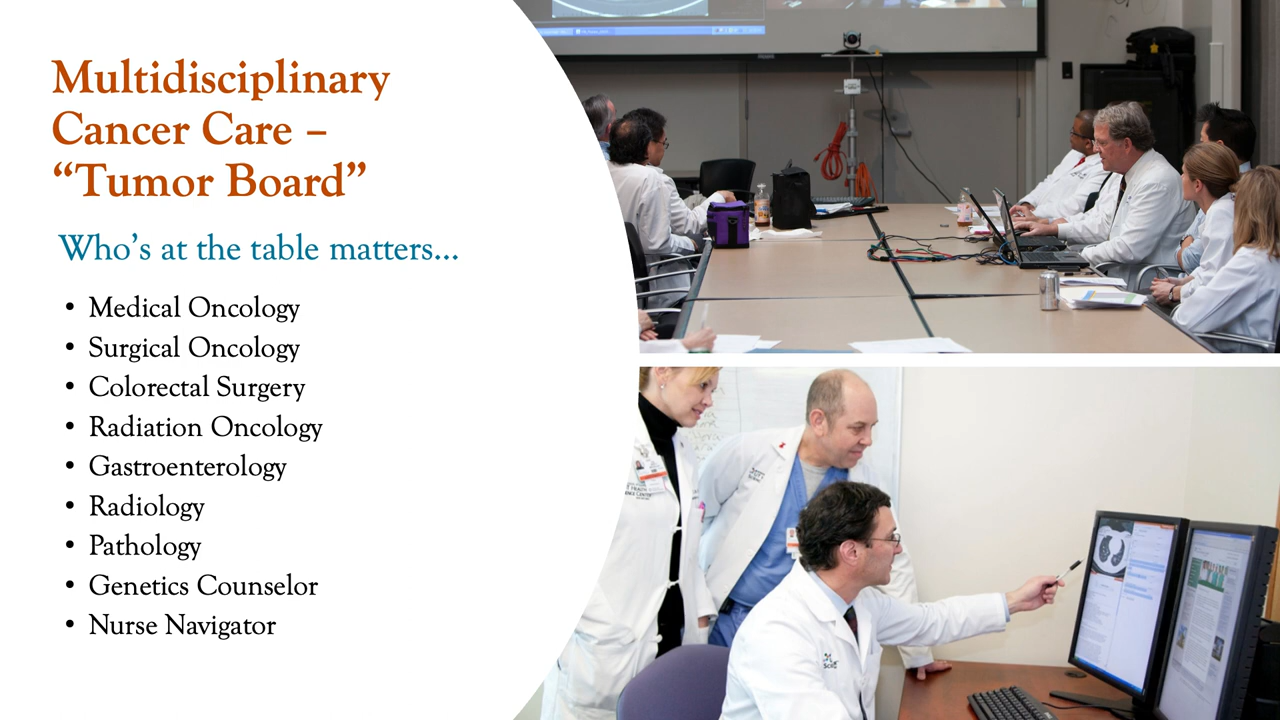 Multidisciplinary
Cancer Care –
“Tumor Board”
Who’s at the table matters...
• Medical Oncology
• Surgical Oncology
• Colorectal Surgery
• Radiation Oncology
• Gastroenterology
• Radiology
• Pathology
• Genetics Counselor
• Nurse Navigator